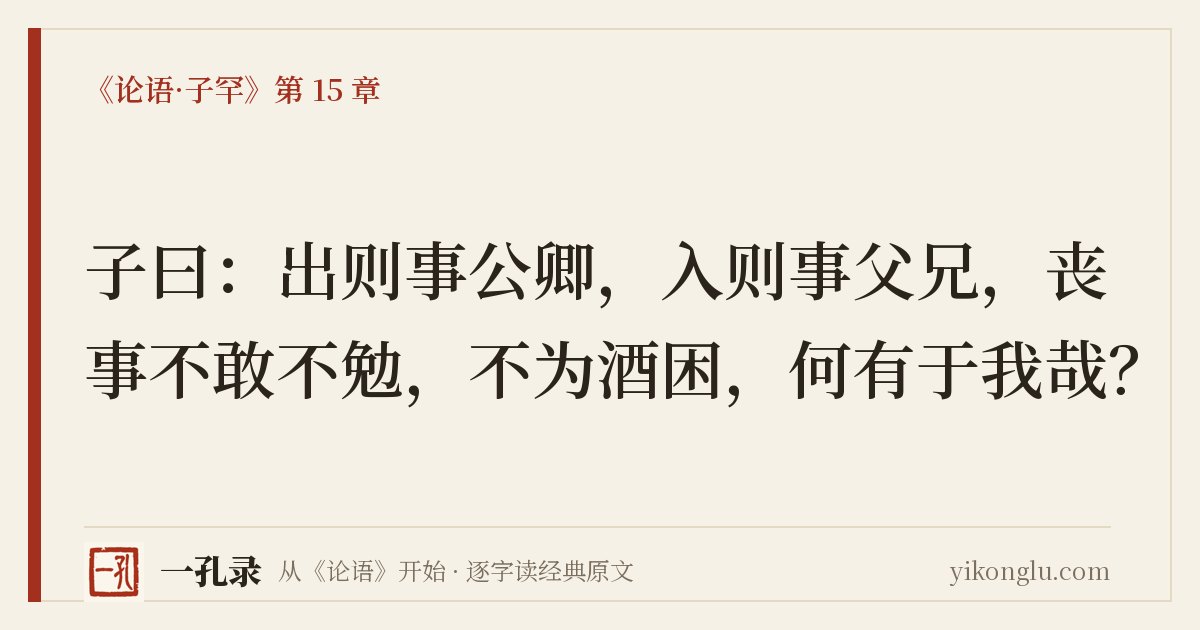 《论语·子罕》第 15 章
子曰：出则事公卿，入则事父兄，丧
事不敢不勉，不为酒困，何有于我哉？
一孔
一孔录 从《论语》开始 · 逐字读经典原文
yikonglu.com